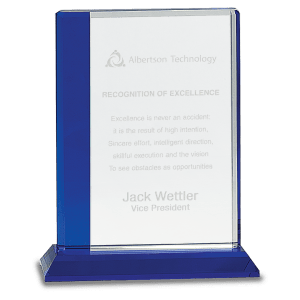 Albertson Technology
RECOGNITION OF EXCELLENCE
Excellence is never an accident.
It is the result of high intention,
Sincere effort, intelligent direction,
skillful execution and the vision
To see obstacles as opportunities
Jack Wettler
Vice President